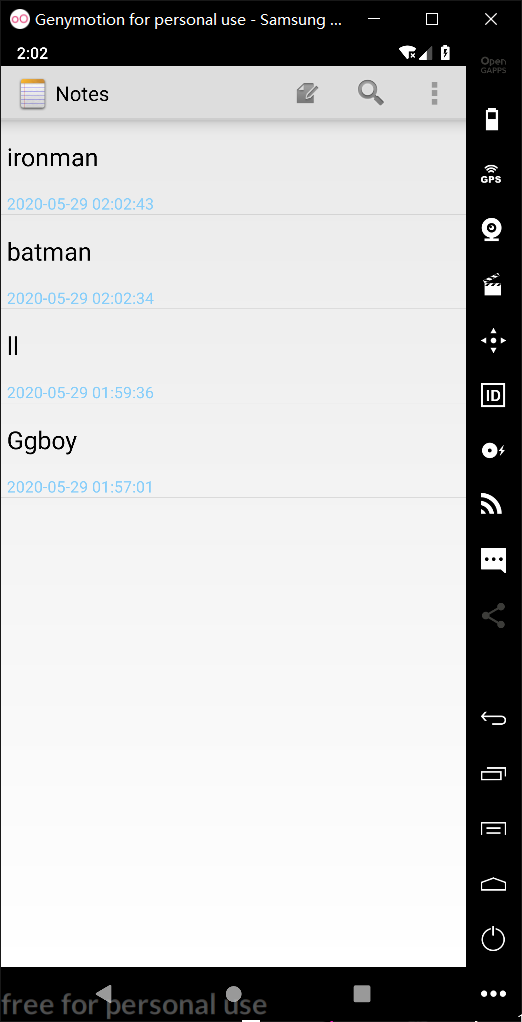 Genymotion for personal use - Samsung ...
2:02
Open
GAPPS
Notes
ironman
2020-05-29 02:02:43
GPS
batman
2020-05-29 02:02:34
ll
2020-05-29 01:59:36
ID
Ggboy
2020-05-29 01:57:01
free for personal use